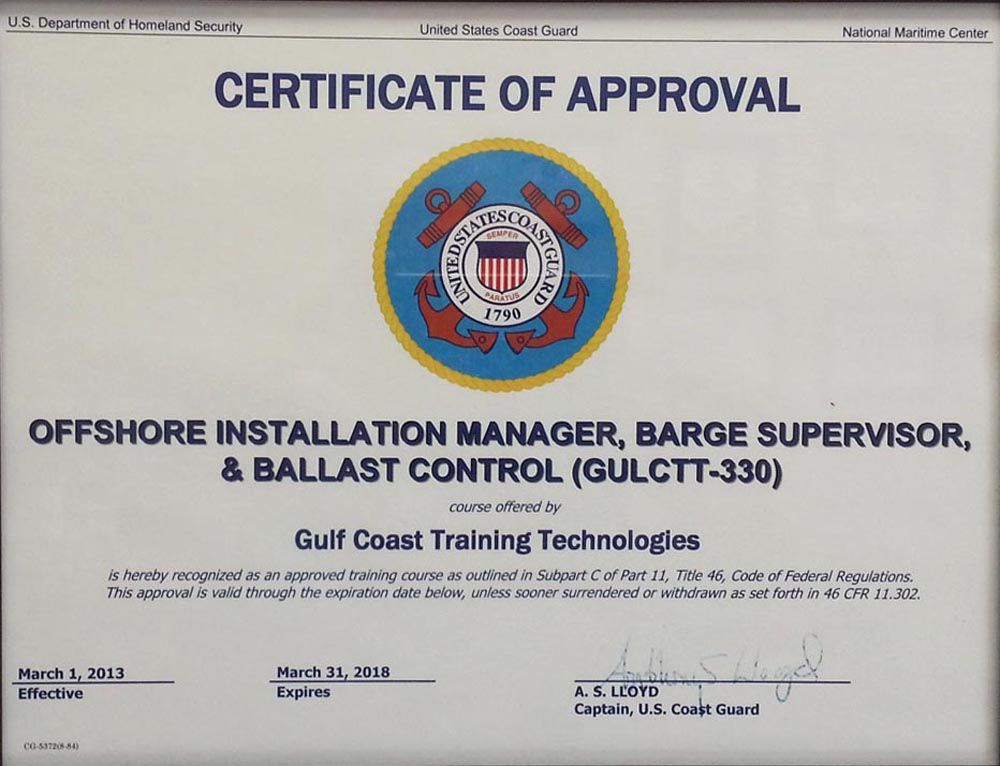 U.S. Department of Homeland Security
United States Coast Guard
National Maritime Center
CERTIFICATE OF APPROVAL
UNITED STATES COAST GUARD
SEMPER
PARATUS
1790
OFFSHORE INSTALLATION MANAGER, BARGE SUPERVISOR,
& BALLAST CONTROL (GULCTT-330)
course offered by
Gulf Coast Training Technologies
is hereby recognized as an approved training course as outlined in Subpart C of Part 11, Title 46, Code of Federal Regulations.
This approval is valid through the expiration date below, unless sooner surrendered or withdrawn as set forth in 46 CFR 11.302.
March 1, 2013
Effective
March 31, 2018
Expires
A. S. LLOYD
Captain, U.S. Coast Guard
CG-5372(8-84)